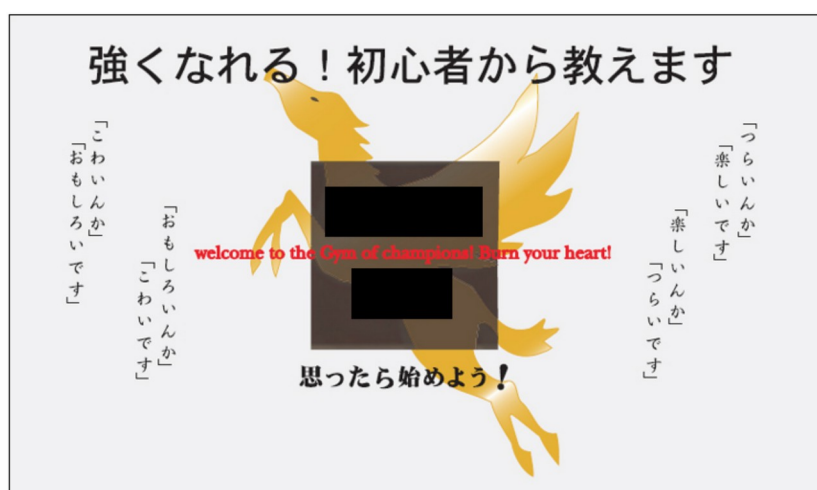 強くなれる!初心者から教えます
「つらいんか」
「楽しいです」
「楽しいんか」
「つらいです」
welcome to the Gym of champions! Burn your heart!
「おもしろいんか」
「こわいです」
「こわいんか」
「おもしろいです」
思ったら始めよう!